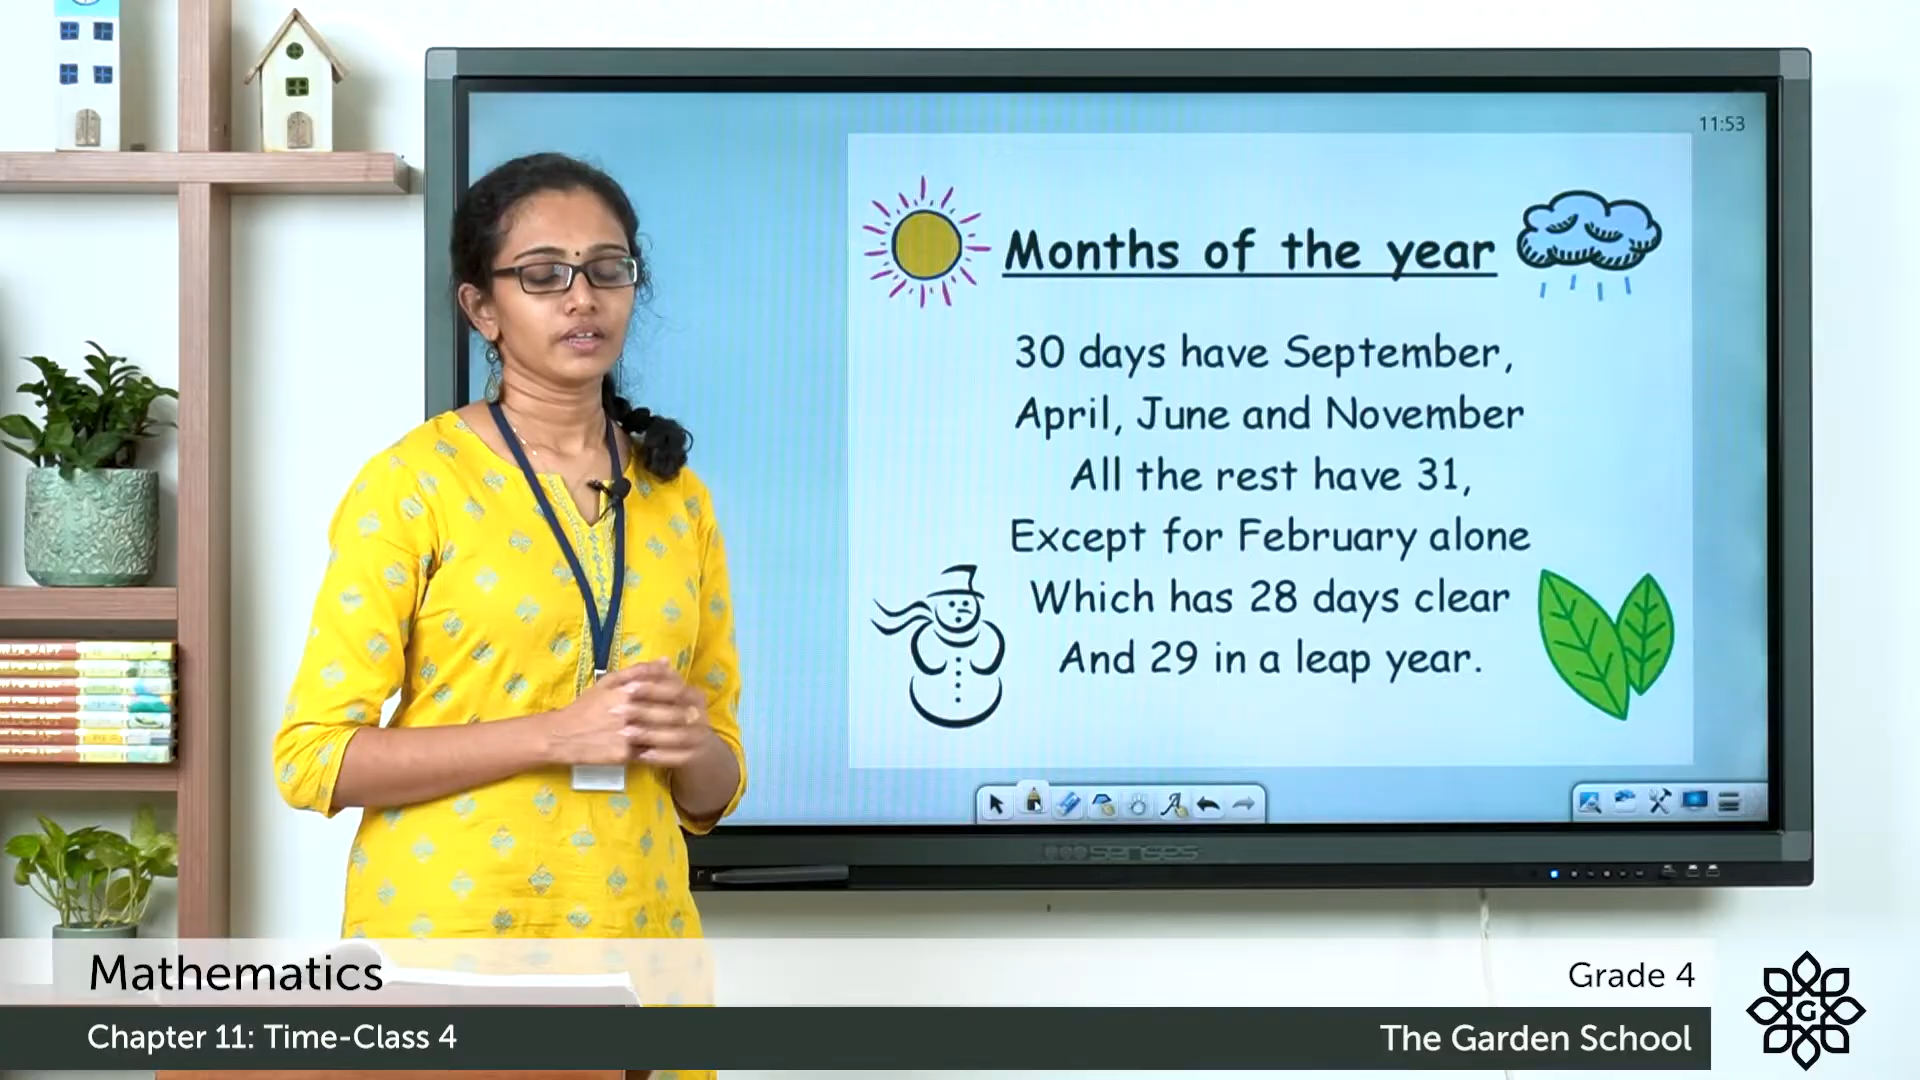 11:53
Months of the year
30 days have September,
April, June and November
All the rest have 31,
Except for February alone
Which has 28 days clear
And 29 in a leap year.
Mathematics
Grade 4
Chapter 11: Time-Class 4
The Garden School
G